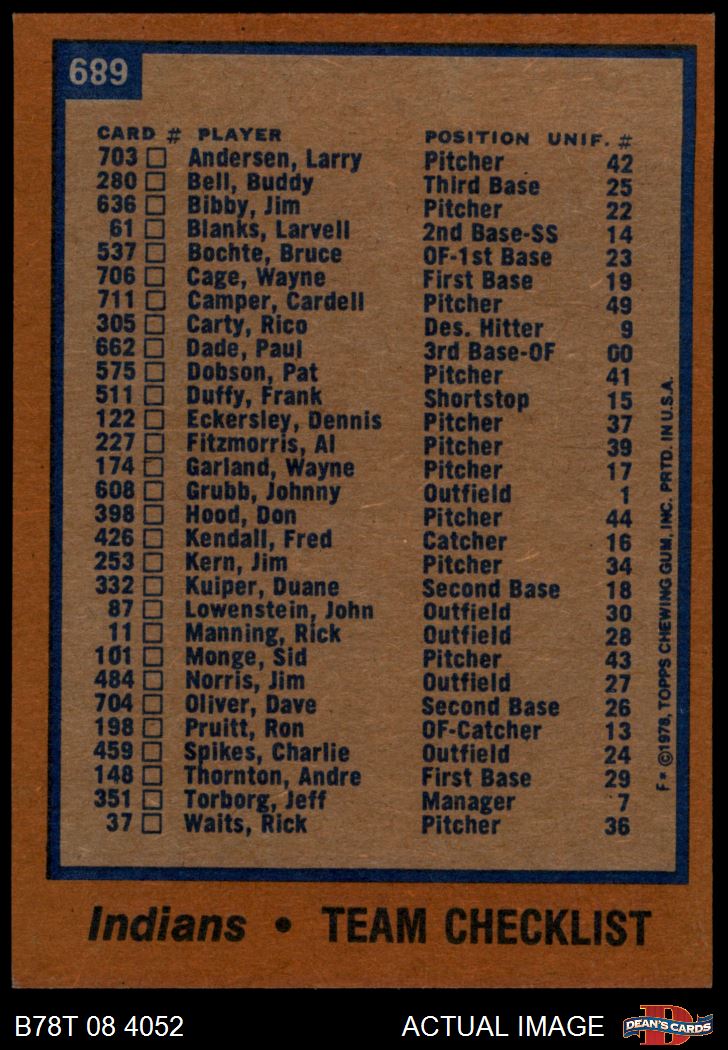 689
CARD # PLAYER POSITION UNIF. #
703 Andersen, Larry Pitcher 42
280 Bell, Buddy Third Base 25
636 Bibby, Jim Pitcher 22
61 Blanks, Larvell 2nd Base-SS 14
537 Bochte, Bruce OF-1st Base 23
706 Cage, Wayne First Base 19
711 Camper, Cardell Pitcher 49
305 Carty, Rico Des. Hitter 9
662 Dade, Paul 3rd Base-OF 00
575 Dobson, Pat Pitcher 41
511 Duffy, Frank Shortstop 15
122 Eckersley, Dennis Pitcher 37
227 Fitzmorris, Al Pitcher 39
174 Garland, Wayne Pitcher 17
608 Grubb, Johnny Outfield 1
398 Hood, Don Pitcher 44
426 Kendall, Fred Catcher 16
253 Kern, Jim Pitcher 34
332 Kuiper, Duane Second Base 18
87 Lowenstein, John Outfield 30
11 Manning, Rick Outfield 28
101 Monge, Sid Pitcher 43
484 Norris, Jim Outfield 27
704 Oliver, Dave Second Base 26
198 Pruitt, Ron OF-Catcher 13
459 Spikes, Charlie Outfield 24
148 Thornton, Andre First Base 29
351 Torborg, Jeff Manager 7
37 Waits, Rick Pitcher 36
F* ©1978, TOPPS CHEWING GUM, INC. PRTD. IN U.S.A.
Indians • TEAM CHECKLIST
B78T 08 4052 ACTUAL IMAGE
D
DEAN'S CARDS